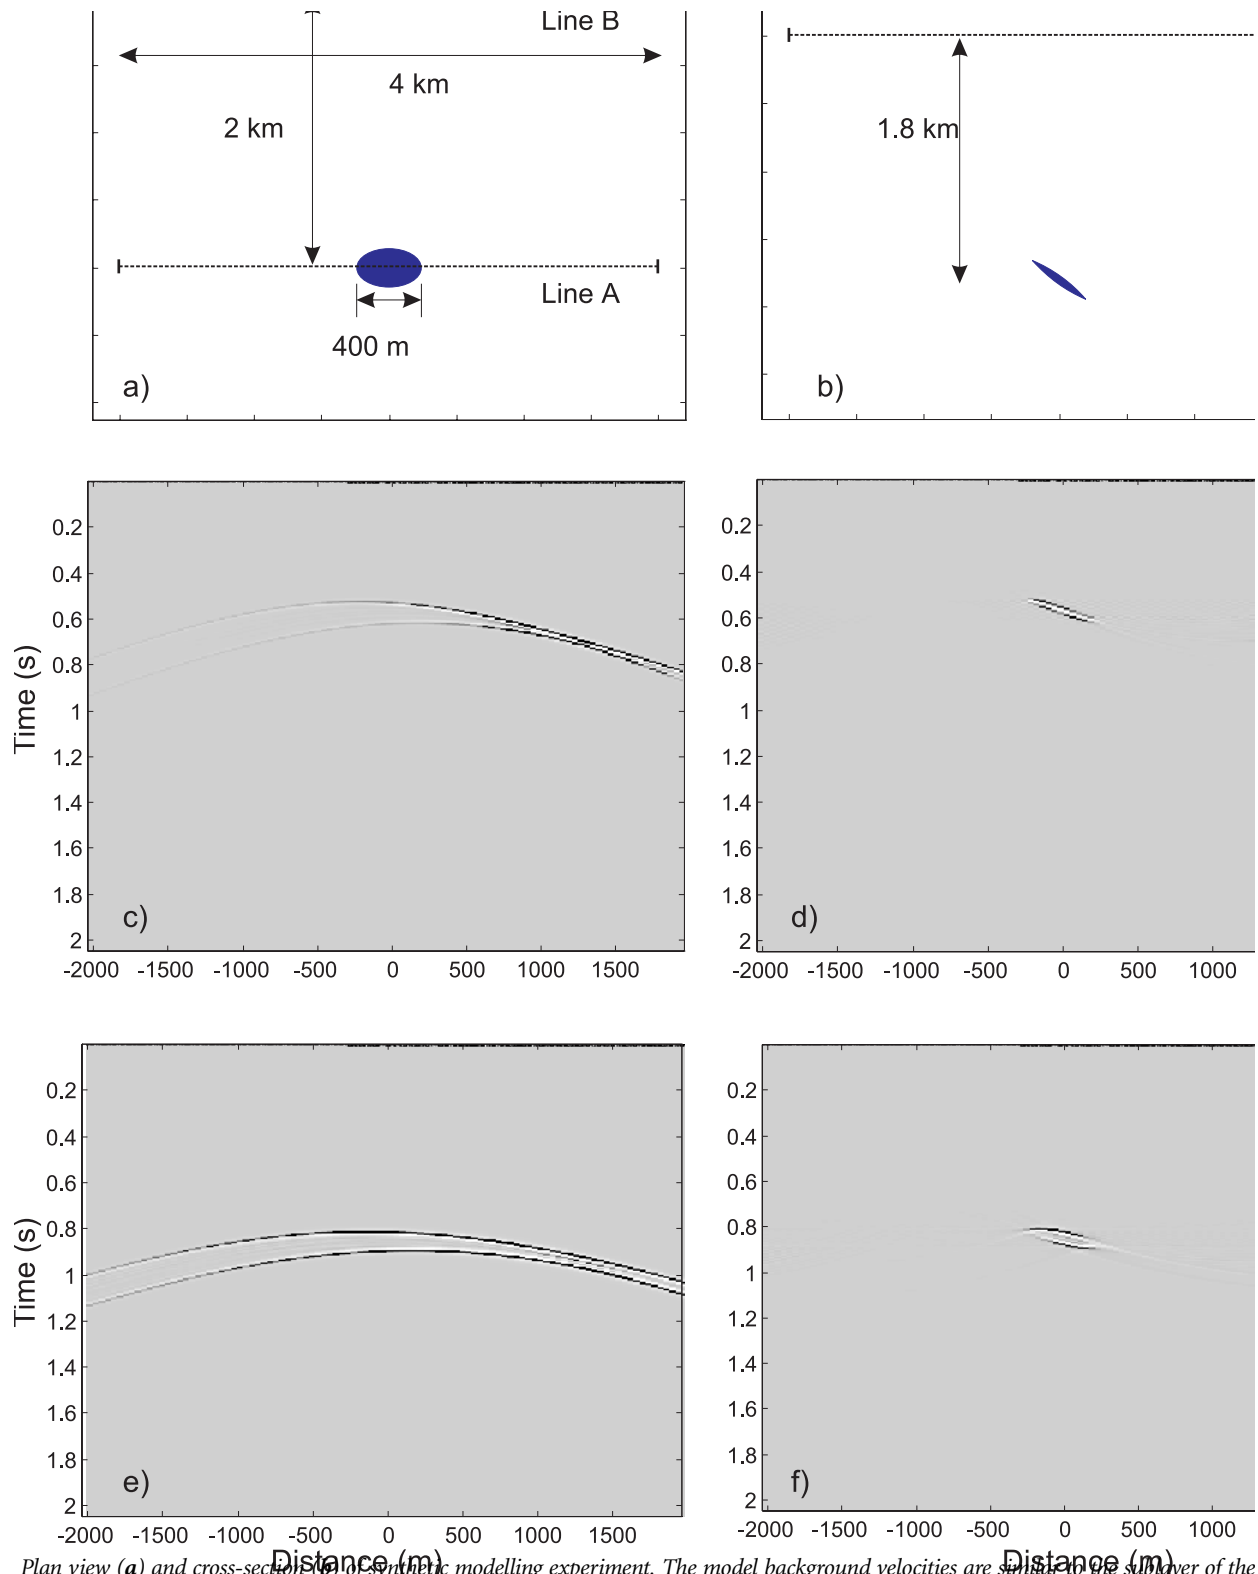 Line B
4 km
2 km
Line A
400 m
a)
1.8 km
b)
0.2
0.4
0.6
0.8
1
1.2
1.4
1.6
1.8
2
Time (s)
c)
-2000 -1500 -1000 -500 0 500 1000 1500
0.2
0.4
0.6
0.8
1
1.2
1.4
1.6
1.8
2
d)
-2000 -1500 -1000 -500 0 500 1000
0.2
0.4
0.6
0.8
1
1.2
1.4
1.6
1.8
2
Time (s)
e)
-2000 -1500 -1000 -500 0 500 1000 1500
Distance (m)
0.2
0.4
0.6
0.8
1
1.2
1.4
1.6
1.8
2
f)
-2000 -1500 -1000 -500 0 500 1000
Distance (m)
Plan view (a) and cross-section (b) of synthetic modelling experiment. The model background velocities are similar to the sublayer of the